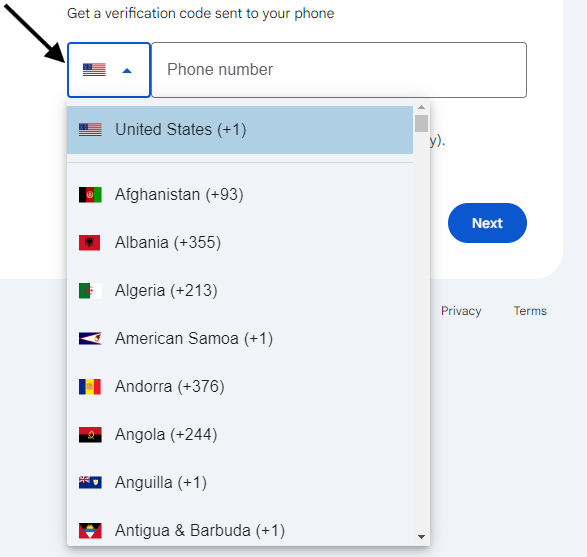 Get a verification code sent to your phone
Phone number
United States (+1)
y).
Afghanistan (+93)
Albania (+355)
Next
Algeria (+213)
Privacy
Terms
American Samoa (+1)
Andorra (+376)
Angola (+244)
Anguilla (+1)
Antigua & Barbuda (+1)